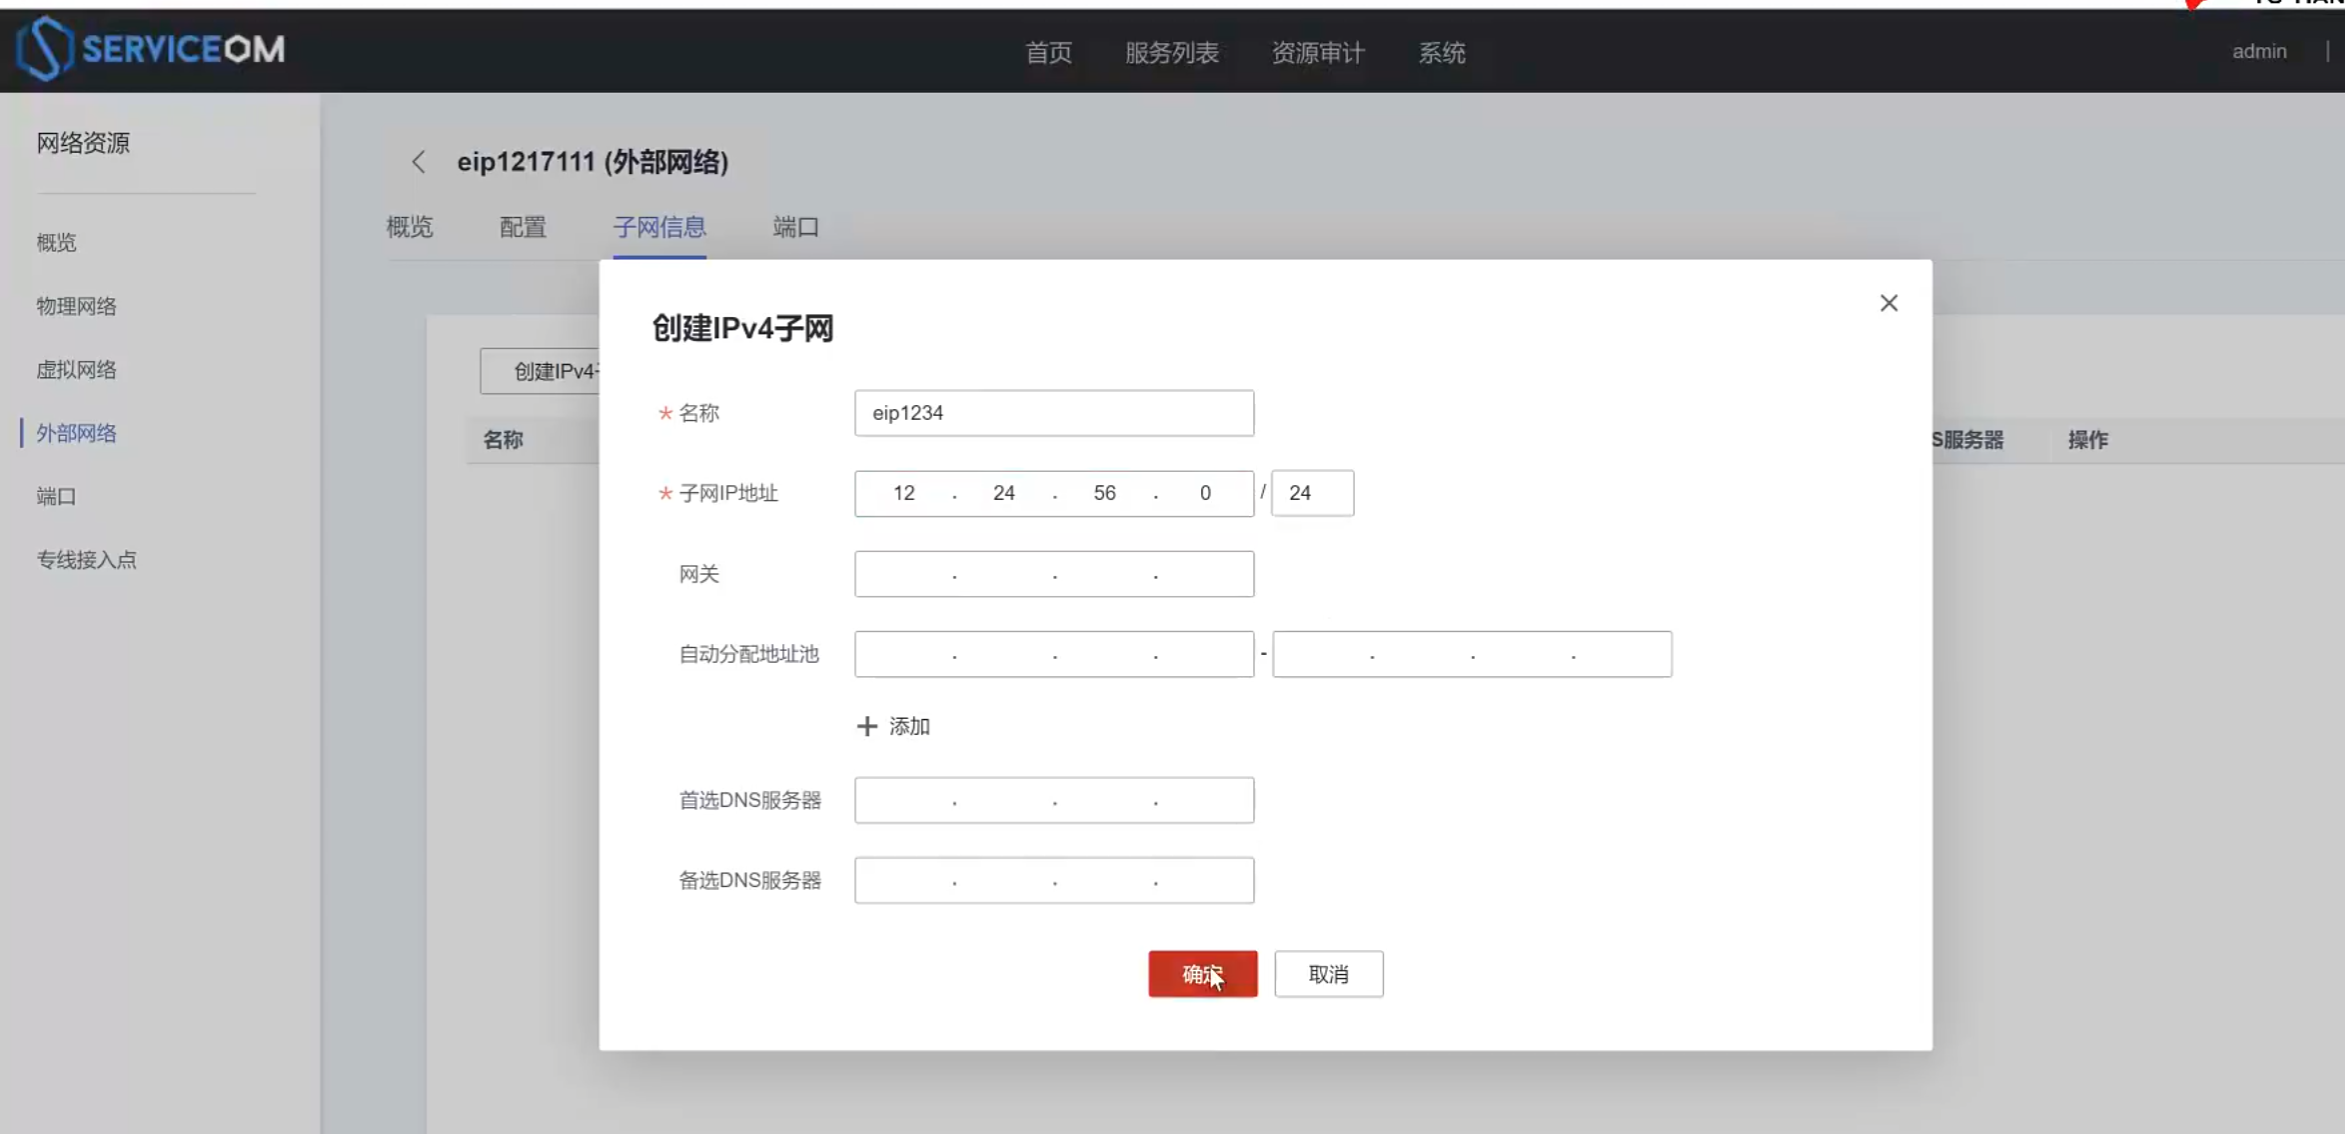 SERVICEOM
首页 服务列表 资源审计 系统 admin |
网络资源
概览
物理网络
虚拟网络
外部网络
端口
专线接入点
eip1217111 (外部网络)
概览 配置 子网信息 端口
创建IPv4
名称 S服务器 操作
创建IPv4子网
* 名称 eip1234
* 子网IP地址 12 . 24 . 56 . 0 / 24
网关 . . .
自动分配地址池 . . . - . . .
+ 添加
首选DNS服务器 . . .
备选DNS服务器 . . .
确定 取消